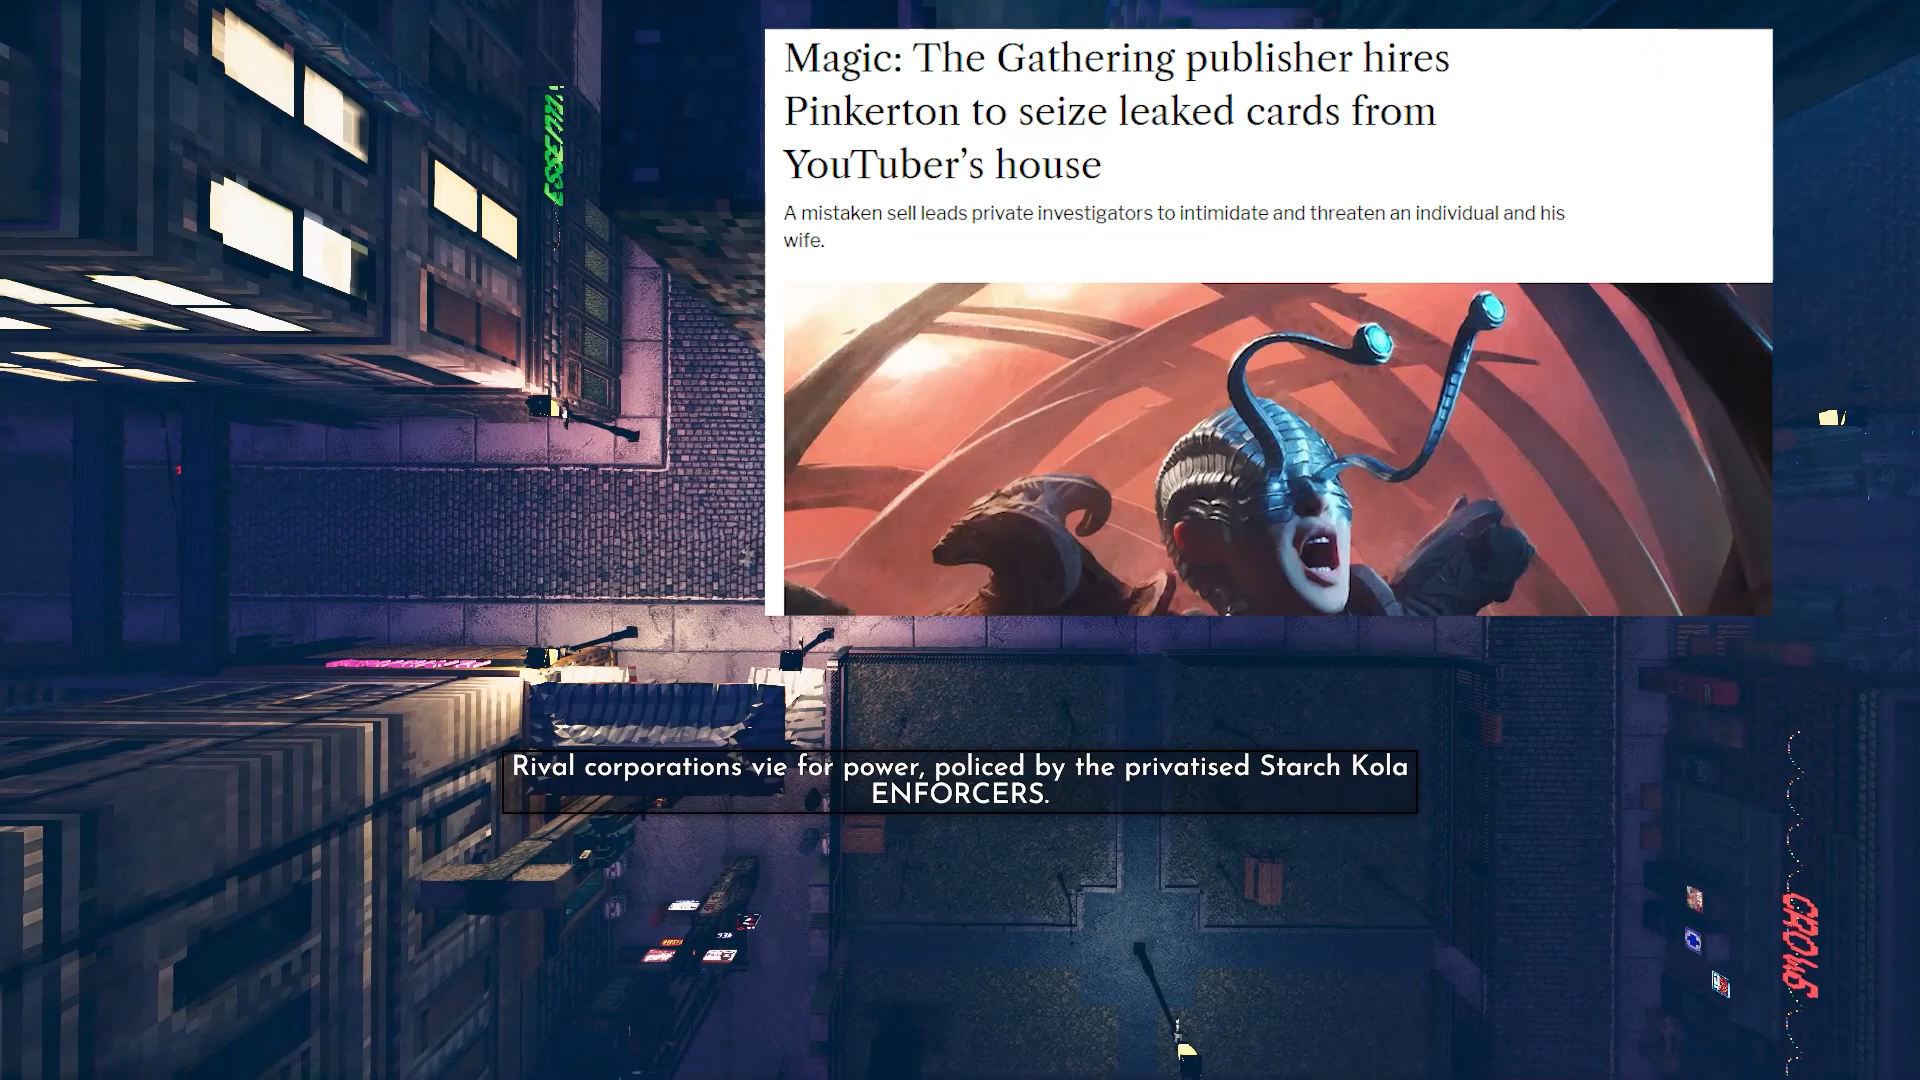 Magic: The Gathering publisher hires
Pinkerton to seize leaked cards from
YouTuber's house
A mistaken sell leads private investigators to intimidate and threaten an individual and his
wife.
Rival corporations vie for power, policed by the privatised Starch Kola
ENFORCERS.